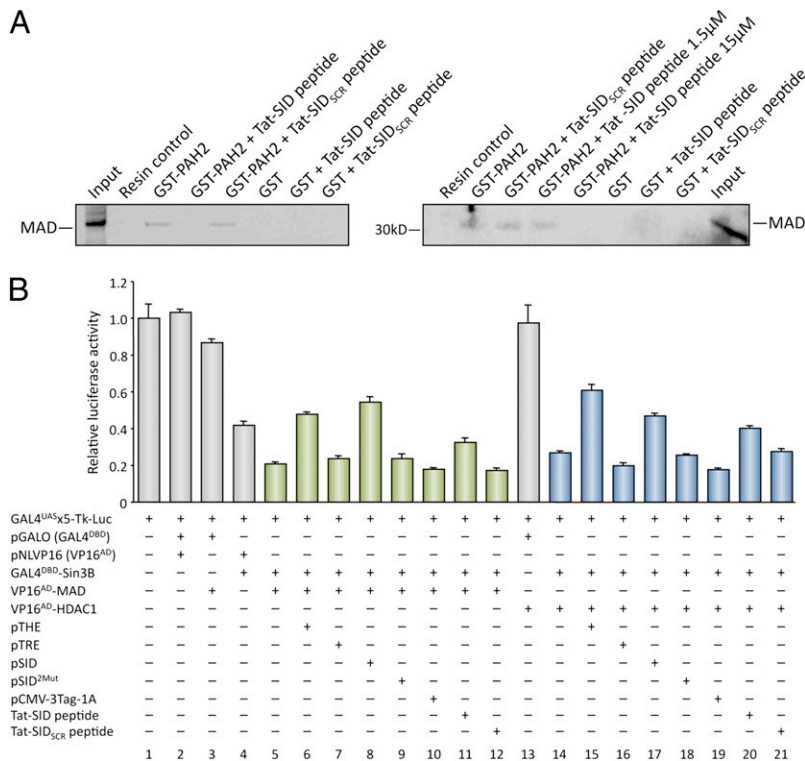 A
Input
Resin control
GST-PAH2
GST-PAH2 + Tat-SID peptide
GST-PAH2 + Tat-SIDSCR peptide
GST
GST + Tat-SID peptide
GST + Tat-SIDSCR peptide
MAD
Resin control
GST-PAH2
GST-PAH2 + Tat-SIDSCR peptide
GST-PAH2 + Tat -SID peptide 1.5μM
GST-PAH2 + Tat-SID peptide 15μM
GST
GST + Tat-SID peptide
GST + Tat-SIDSCR peptide
Input
30kD
MAD
B
Relative luciferase activity
1.2
1.0
0.8
0.6
0.4
0.2
0
GAL4UASx5-Tk-Luc + + + + + + + + + + + + + + + + + + + + +
pGALO (GAL4DBD) – + + – – – – – – – – – + – – – – – – – –
pNLVP16 (VP16AD) – + – + – – – – – – – – – – – – – – – – –
GAL4DBD-Sin3B – – – + + + + + + + + + – + + + + + + + +
VP16AD-MAD – – + – + + + + + + + + – – – – – – – – –
VP16AD-HDAC1 – – – – – – – – – – – – + + + + + + + + +
pTHE – – – – – + – – – – – – – – + – – – – – –
pTRE – – – – – – + – – – – – – – – + – – – – –
pSID – – – – – – – + – – – – – – – – + – – – –
pSID2Mut – – – – – – – – + – – – – – – – – + – – –
pCMV-3Tag-1A – – – – – – – – – + – – – – – – – – + – –
Tat-SID peptide – – – – – – – – – – + – – – – – – – – + –
Tat-SIDSCR peptide – – – – – – – – – – – + – – – – – – – – +
1 2 3 4 5 6 7 8 9 10 11 12 13 14 15 16 17 18 19 20 21